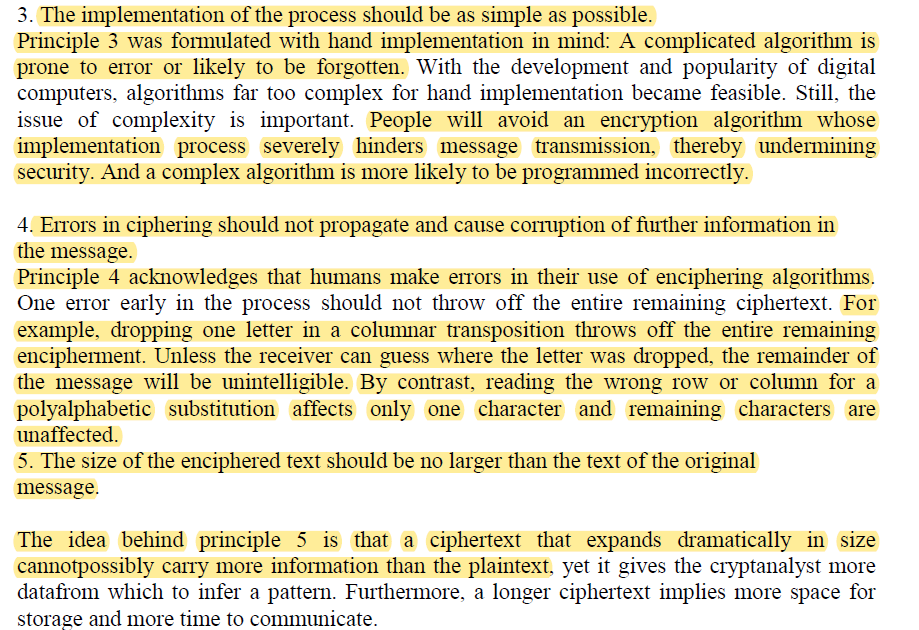 3. The implementation of the process should be as simple as possible.
Principle 3 was formulated with hand implementation in mind: A complicated algorithm is
prone to error or likely to be forgotten. With the development and popularity of digital
computers, algorithms far too complex for hand implementation became feasible. Still, the
issue of complexity is important. People will avoid an encryption algorithm whose
implementation process severely hinders message transmission, thereby undermining
security. And a complex algorithm is more likely to be programmed incorrectly.
4. Errors in ciphering should not propagate and cause corruption of further information in
the message.
Principle 4 acknowledges that humans make errors in their use of enciphering algorithms.
One error early in the process should not throw off the entire remaining ciphertext. For
example, dropping one letter in a columnar transposition throws off the entire remaining
encipherment. Unless the receiver can guess where the letter was dropped, the remainder of
the message will be unintelligible. By contrast, reading the wrong row or column for a
polyalphabetic substitution affects only one character and remaining characters are
unaffected.
5. The size of the enciphered text should be no larger than the text of the original
message.
The idea behind principle 5 is that a ciphertext that expands dramatically in size
cannotpossibly carry more information than the plaintext, yet it gives the cryptanalyst more
datafrom which to infer a pattern. Furthermore, a longer ciphertext implies more space for
storage and more time to communicate.